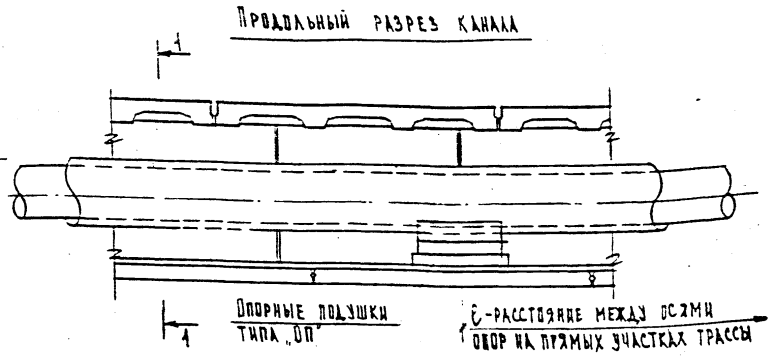 ПРОДОЛЬНЫЙ РАЗРЕЗ КАНАЛА
1
1
ОПОРНЫЕ ПОДУШКИ
ТИПА „ОП"
ℓ-РАССТОЯНИЕ МЕЖДУ ОСЯМИ
ОПОР НА ПРЯМЫХ УЧАСТКАХ ТРАССЫ